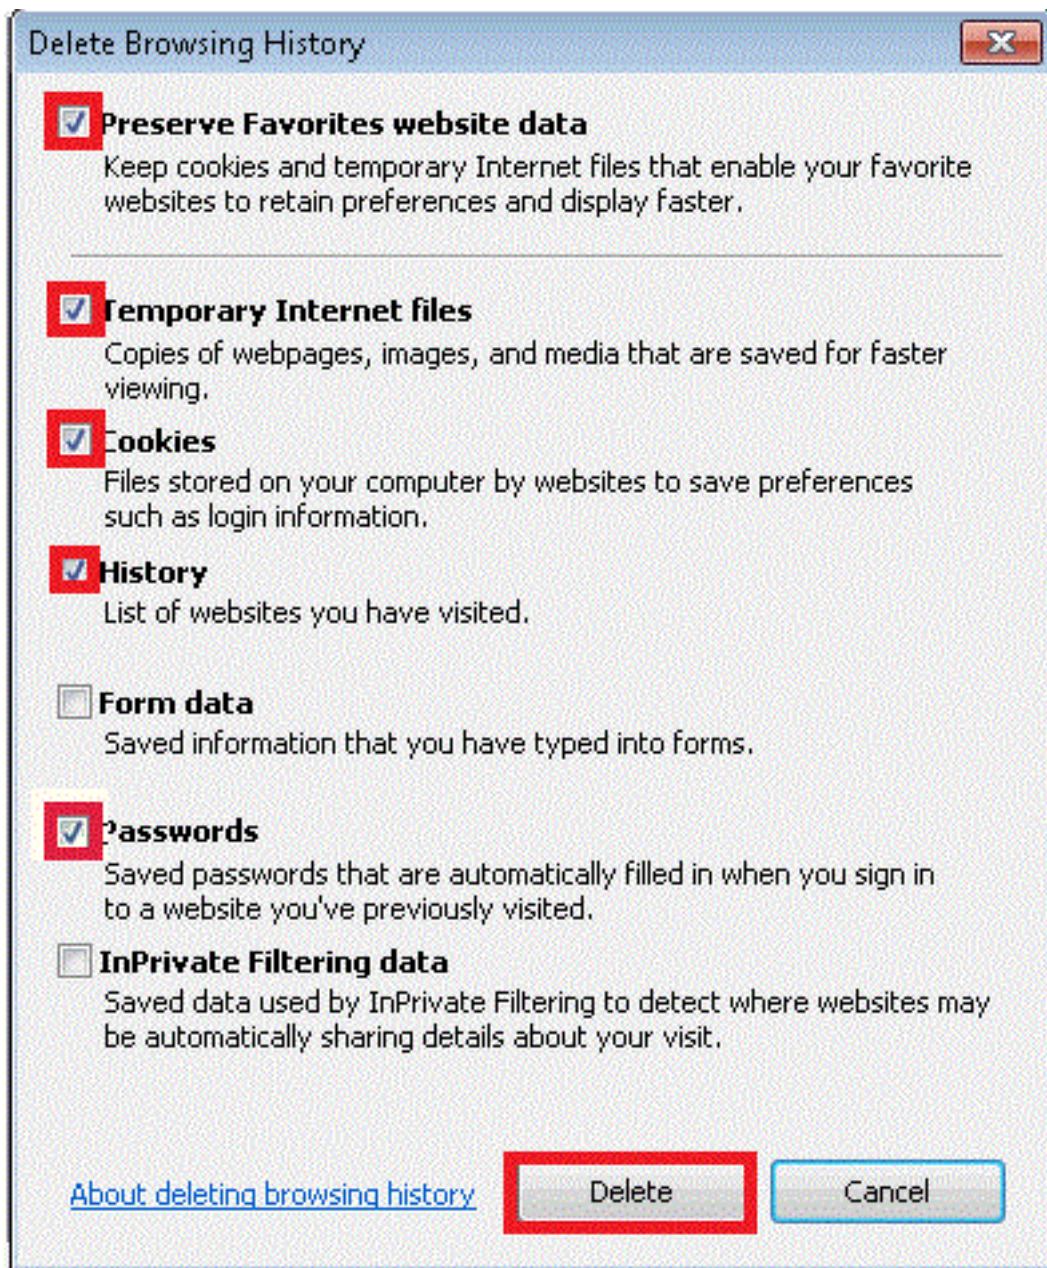 Delete Browsing History
Preserve Favorites website data
Keep cookies and temporary Internet files that enable your favorite
websites to retain preferences and display faster.
Temporary Internet files
Copies of webpages, images, and media that are saved for faster
viewing.
Cookies
Files stored on your computer by websites to save preferences
such as login information.
History
List of websites you have visited.
Form data
Saved information that you have typed into forms.
Passwords
Saved passwords that are automatically filled in when you sign in
to a website you've previously visited.
InPrivate Filtering data
Saved data used by InPrivate Filtering to detect where websites may
be automatically sharing details about your visit.
About deleting browsing history
Delete
Cancel